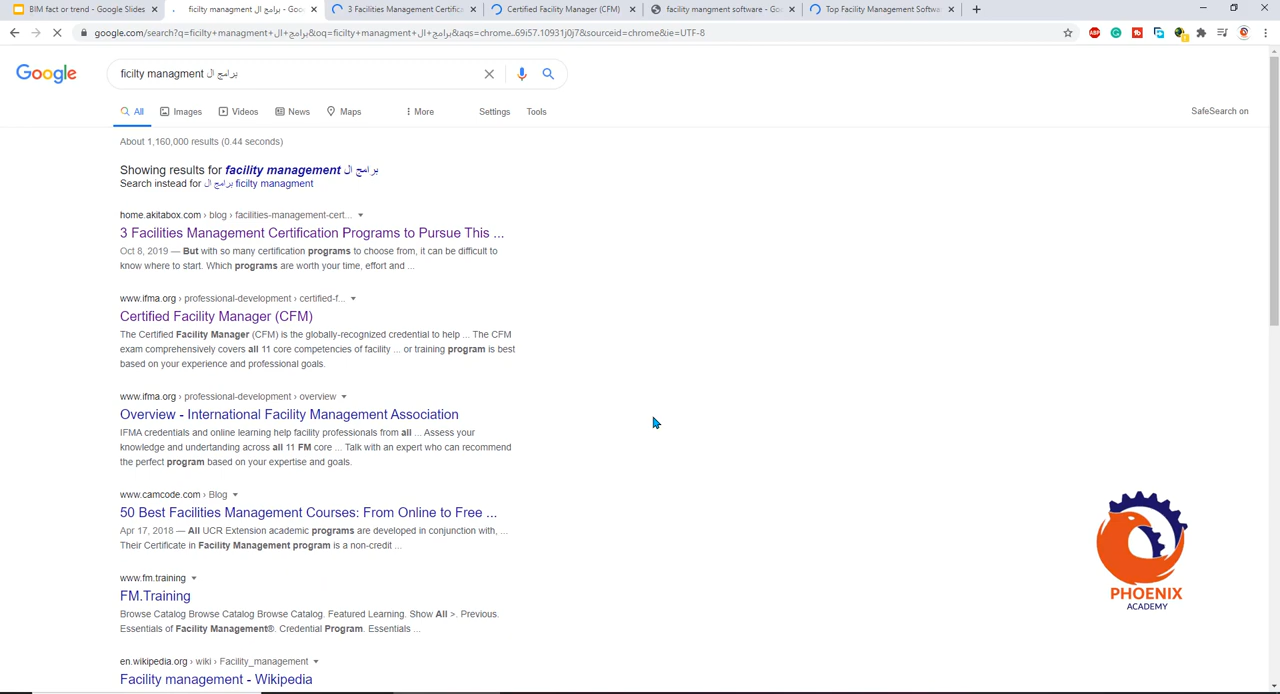 BIM fact or trend - Google Slides
ficilty managment برامج ال - Goo
3 Facilities Management Certifica
Certified Facility Manager (CFM)
facility mangment software - Goo
Top Facility Management Softwa
google.com/search?q=ficilty+managment+برامج+ال&oq=ficilty+managment+برامج+ال&aqs=chrome..69i57.10931j0j7&sourceid=chrome&ie=UTF-8
ABP
Google
ficilty managment برامج ال
All
Images
Videos
News
Maps
More
Settings
Tools
SafeSearch on
About 1,160,000 results (0.44 seconds)
Showing results for facility management برامج ال
Search instead for برامج ال ficilty managment
home.akitabox.com › blog › facilities-management-cert...
3 Facilities Management Certification Programs to Pursue This ...
Oct 8, 2019 — But with so many certification programs to choose from, it can be difficult to
know where to start. Which programs are worth your time, effort and ...
www.ifma.org › professional-development › certified-f...
Certified Facility Manager (CFM)
The Certified Facility Manager (CFM) is the globally-recognized credential to help ... The CFM
exam comprehensively covers all 11 core competencies of facility ... or training program is best
based on your experience and professional goals.
www.ifma.org › professional-development › overview
Overview - International Facility Management Association
IFMA credentials and online learning help facility professionals from all ... Assess your
knowledge and undertanding across all 11 FM core ... Talk with an expert who can recommend
the perfect program based on your expertise and goals.
www.camcode.com › Blog
50 Best Facilities Management Courses: From Online to Free ...
Apr 17, 2018 — All UCR Extension academic programs are developed in conjunction with, ...
Their Certificate in Facility Management program is a non-credit ...
www.fm.training
FM.Training
Browse Catalog Browse Catalog Browse Catalog. Featured Learning. Show All >. Previous.
Essentials of Facility Management®. Credential Program. Essentials ...
en.wikipedia.org › wiki › Facility_management
Facility management - Wikipedia
PHOENIX
ACADEMY